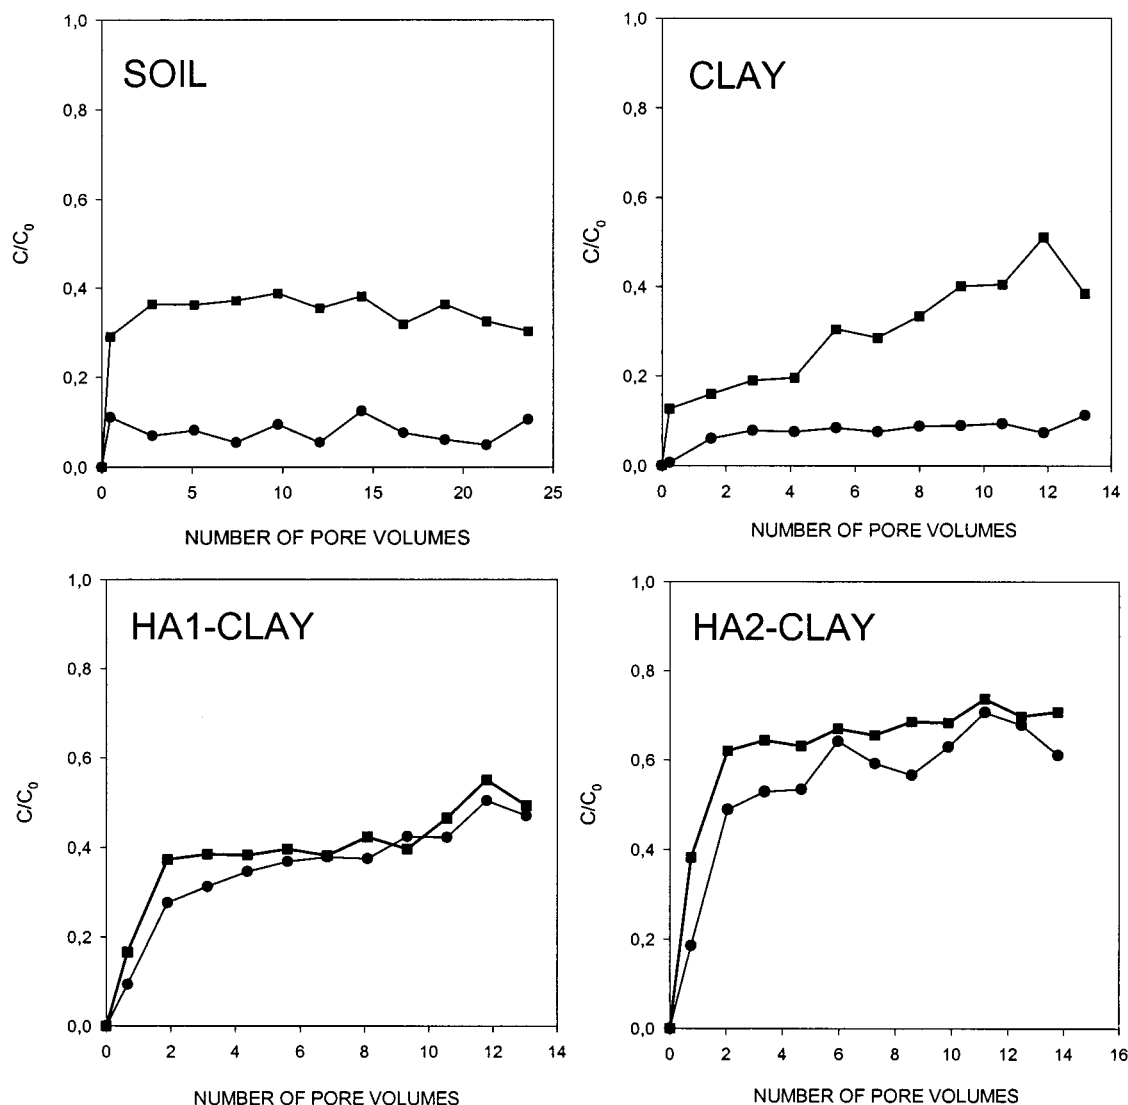 1,0
SOIL
0,8
0,6
C/C0
0,4
0,2
0,0
0 5 10 15 20 25
NUMBER OF PORE VOLUMES
1,0
CLAY
0,8
0,6
C/C0
0,4
0,2
0,0
0 2 4 6 8 10 12 14
NUMBER OF PORE VOLUMES
1,0
HA1-CLAY
0,8
0,6
C/C0
0,4
0,2
0,0
0 2 4 6 8 10 12 14
NUMBER OF PORE VOLUMES
1,0
HA2-CLAY
0,8
0,6
C/C0
0,4
0,2
0,0
0 2 4 6 8 10 12 14 16
NUMBER OF PORE VOLUMES